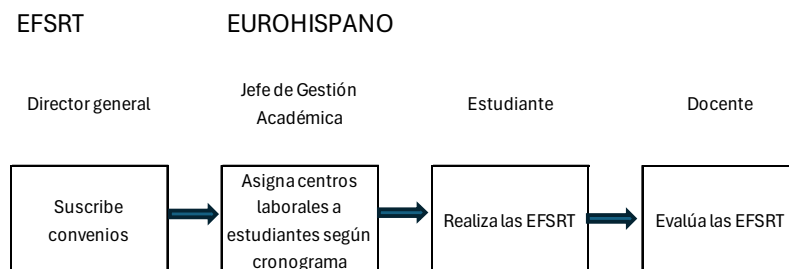 EFSRT EUROHISPANO
Director general
Jefe de Gestión
Académica
Estudiante
Docente
Suscribe
convenios
Asigna centros
laborales a
estudiantes según
cronograma
Realiza las EFSRT
Evalúa las EFSRT